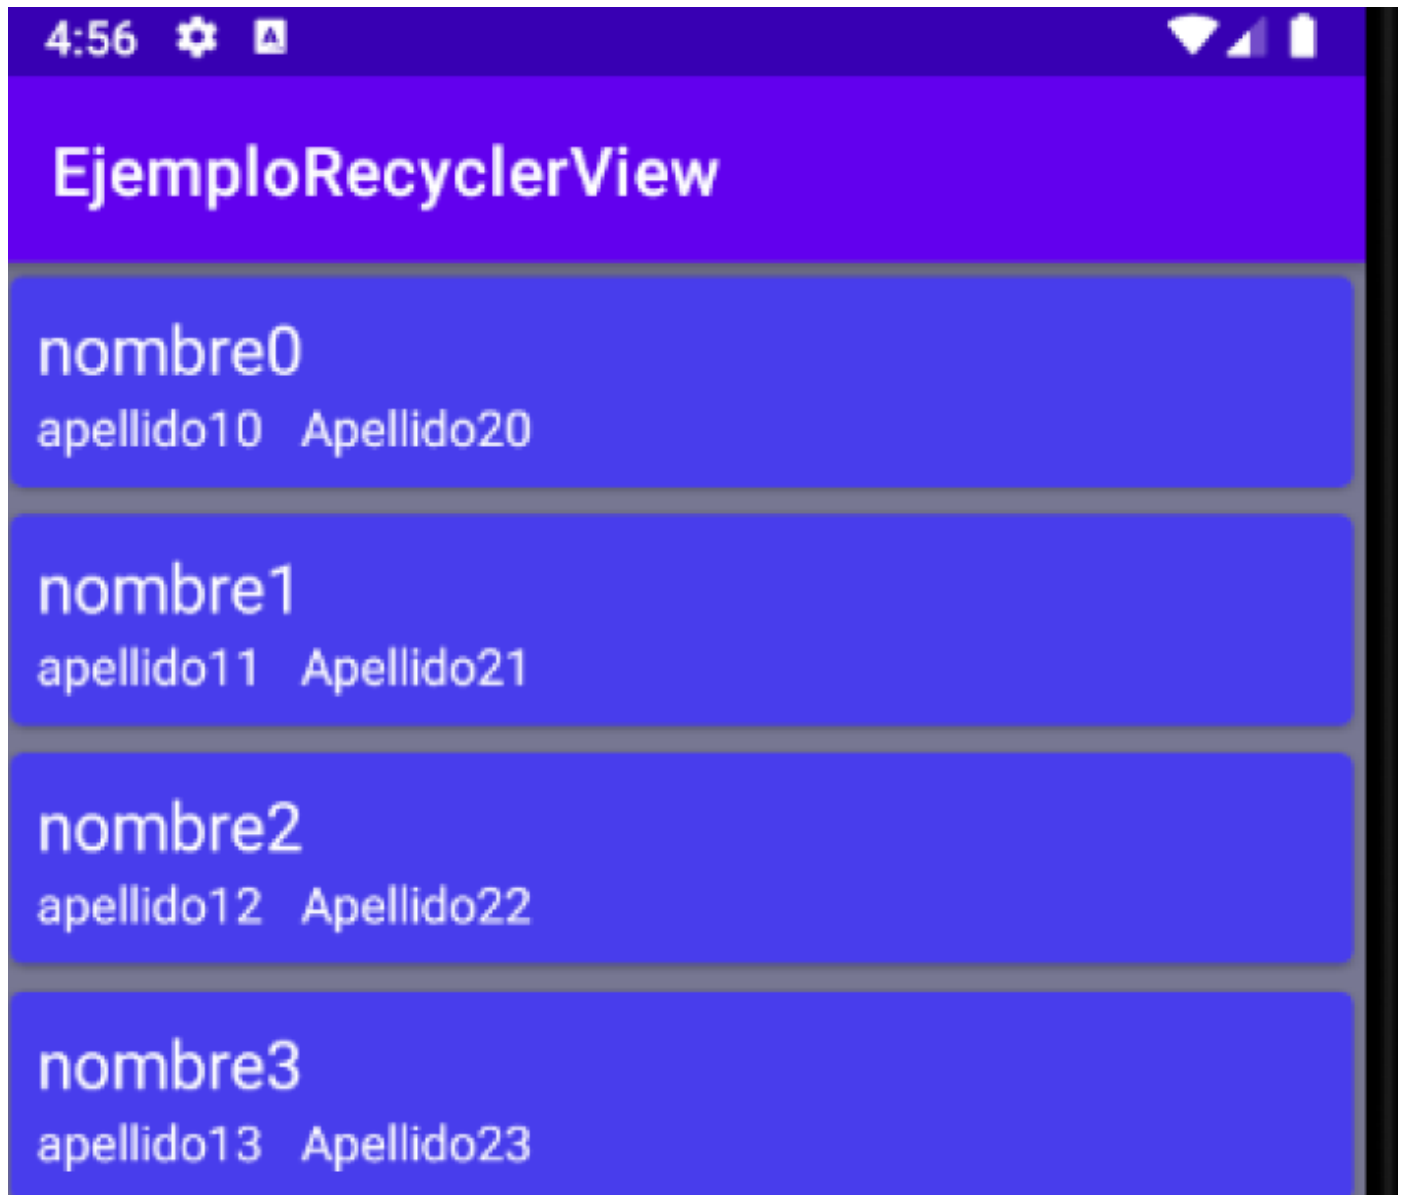 4:56
EjemploRecyclerView
nombre0
apellido10 Apellido20
nombre1
apellido11 Apellido21
nombre2
apellido12 Apellido22
nombre3
apellido13 Apellido23